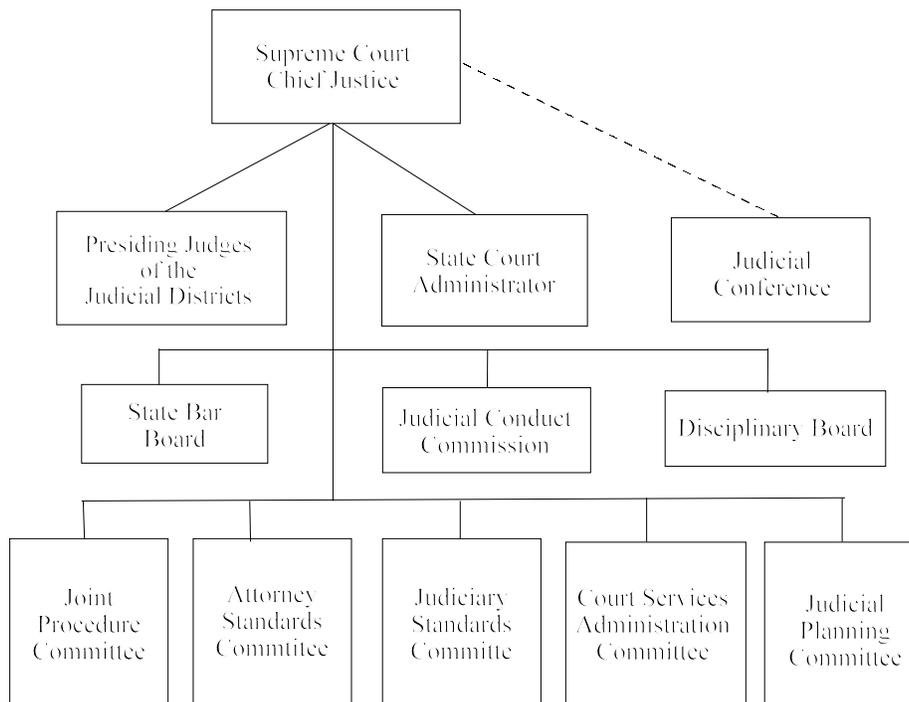 Supreme Court
Chief Justice
Presiding Judges
of the
Judicial Districts
State Court
Administrator
Judicial
Conference
State Bar
Board
Judicial Conduct
Commission
Disciplinary Board
Joint
Procedure
Committee
Attorney
Standards
Commtitee
Judiciary
Standards
Committe
Court Services
Administration
Committee
Judicial
Planning
Committee